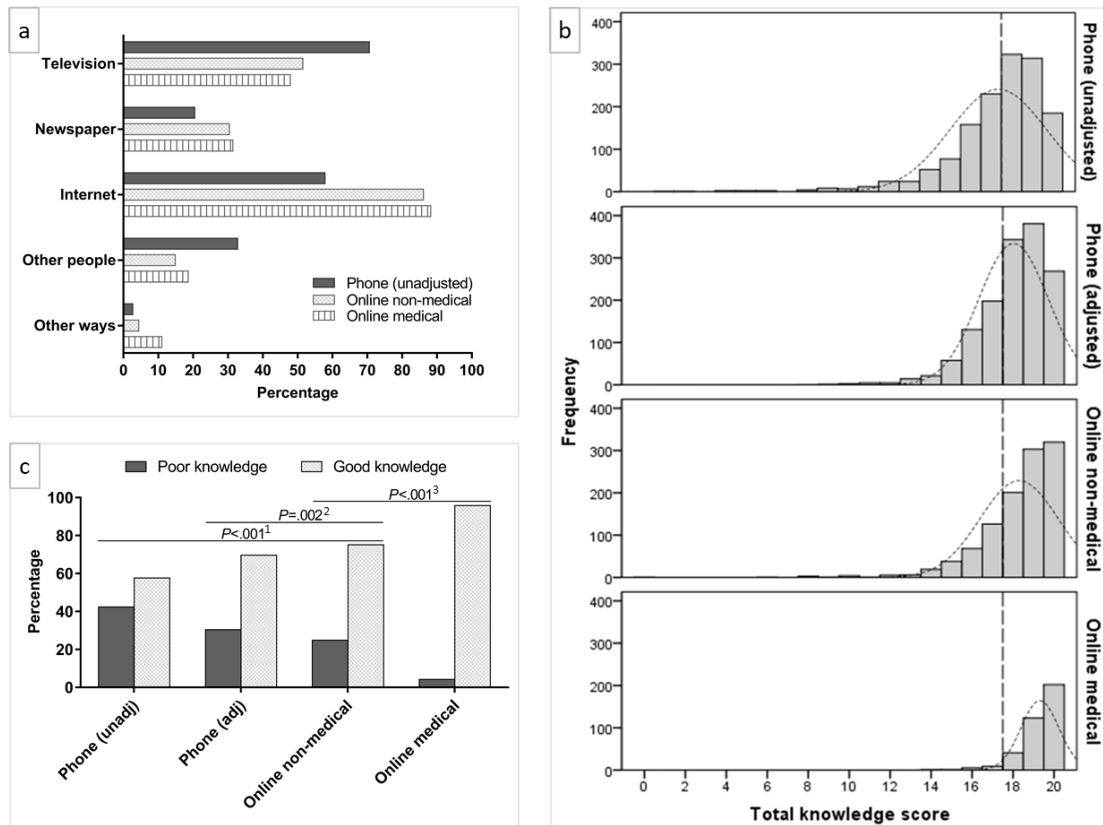 a
Television
Newspaper
Internet
Other people
Other ways
Phone (unadjusted)
Online non-medical
Online medical
0 10 20 30 40 50 60 70 80 90 100
Percentage
b
Frequency
400
300
200
100
0
Phone (unadjusted)
400
300
200
100
0
Phone (adjusted)
400
300
200
100
0
Online non-medical
400
300
200
100
0
Online medical
0 2 4 6 8 10 12 14 16 18 20
Total knowledge score
c
Poor knowledge Good knowledge
Percentage
100
80
60
40
20
0
P<.001³
P=.002²
P<.001¹
Phone (unadj)
Phone (adj)
Online non-medical
Online medical